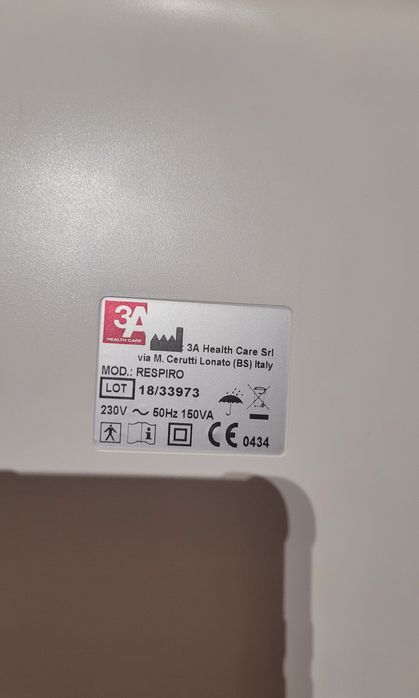 3A
HEALTH CARE
3A Health Care Srl
via M. Cerutti Lonato (BS) Italy
MOD.: RESPIRO
LOT 18/33973
230V ~ 50Hz 150VA
i CE 0434